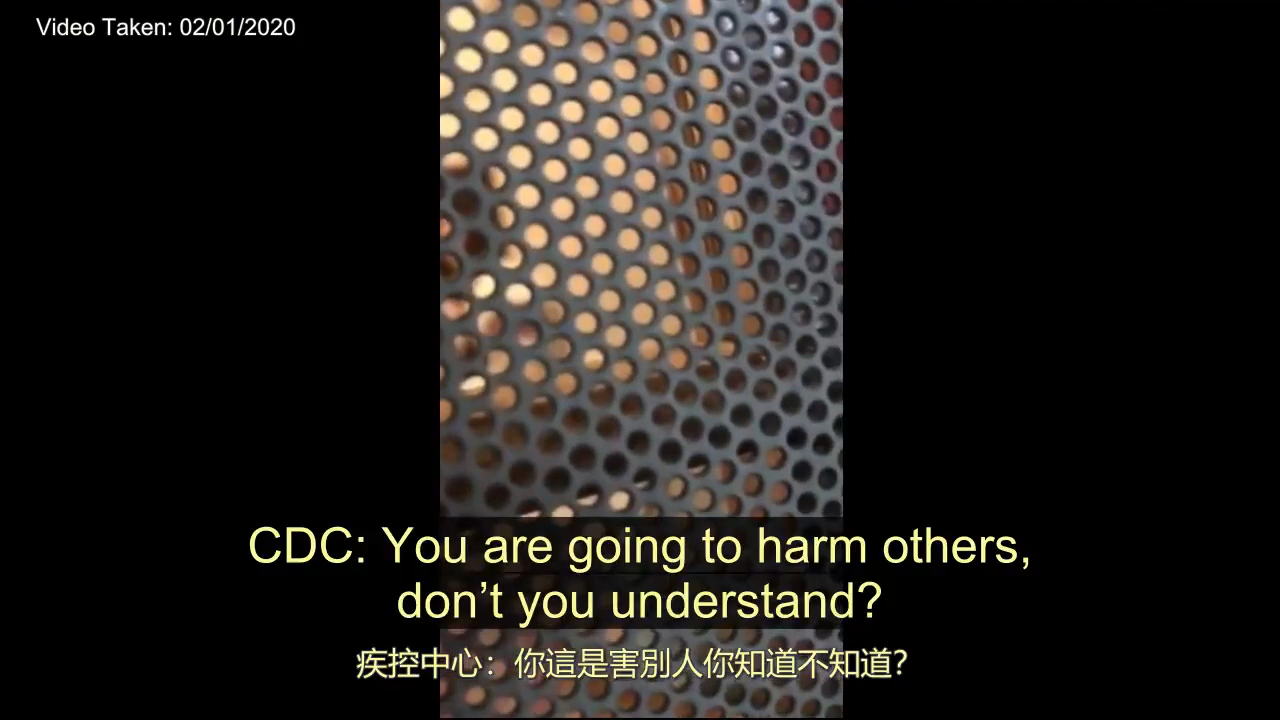 Video Taken: 02/01/2020
CDC: You are going to harm others,
don’t you understand?
疾控中心：你這是害別人你知道不知道?